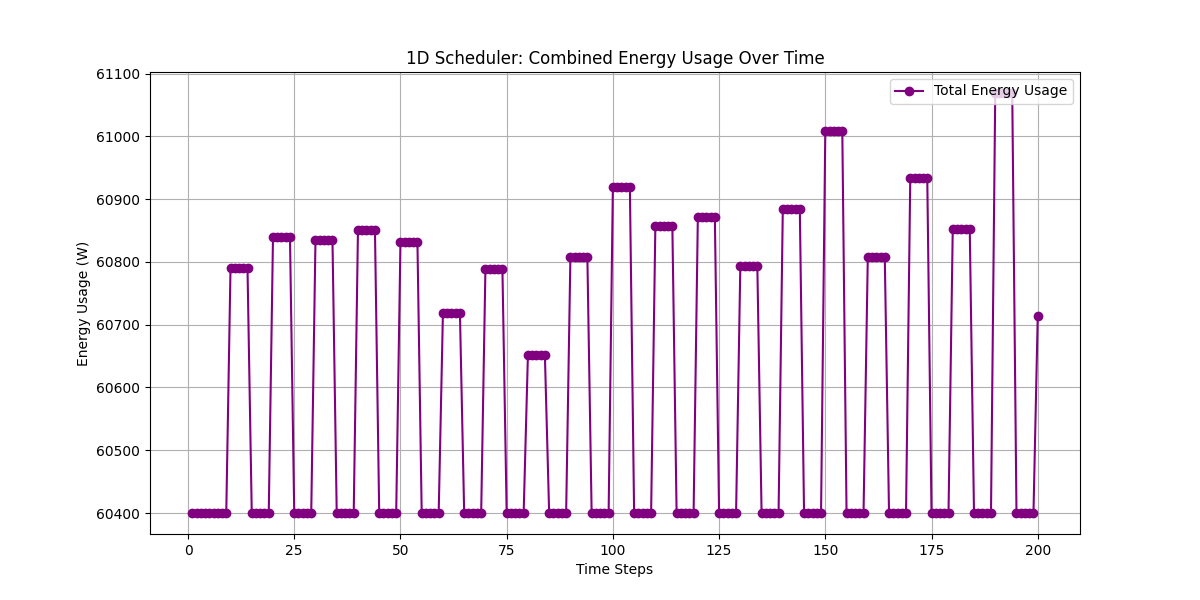 1D Scheduler: Combined Energy Usage Over Time
Total Energy Usage
Energy Usage (W)
61100
61000
60900
60800
60700
60600
60500
60400
0 25 50 75 100 125 150 175 200
Time Steps